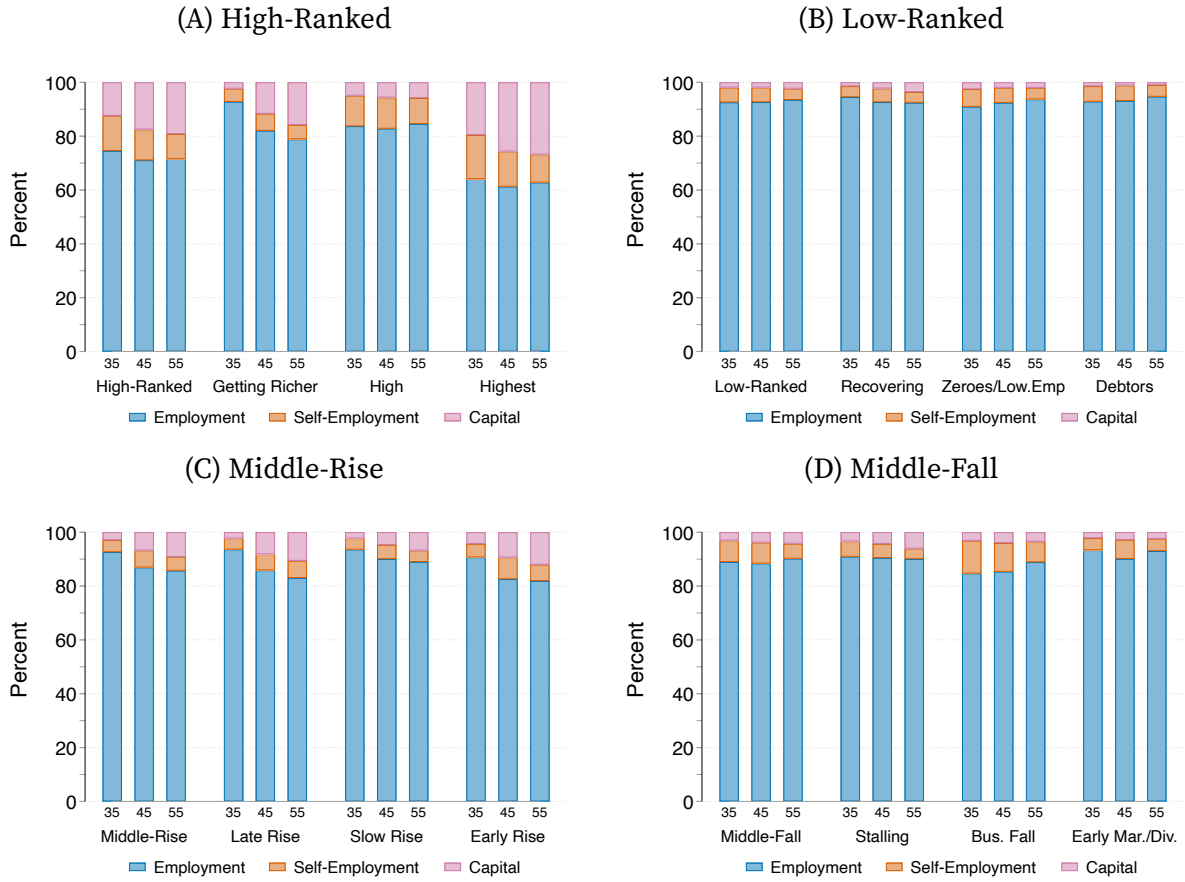 (A) High-Ranked
Percent
100
80
60
40
20
0
35 45 55 35 45 55 35 45 55 35 45 55
High-Ranked Getting Richer High Highest
Employment Self-Employment Capital
(B) Low-Ranked
Percent
100
80
60
40
20
0
35 45 55 35 45 55 35 45 55 35 45 55
Low-Ranked Recovering Zeroes/Low.Emp Debtors
Employment Self-Employment Capital
(C) Middle-Rise
Percent
100
80
60
40
20
0
35 45 55 35 45 55 35 45 55 35 45 55
Middle-Rise Late Rise Slow Rise Early Rise
Employment Self-Employment Capital
(D) Middle-Fall
Percent
100
80
60
40
20
0
35 45 55 35 45 55 35 45 55 35 45 55
Middle-Fall Stalling Bus. Fall Early Mar./Div.
Employment Self-Employment Capital